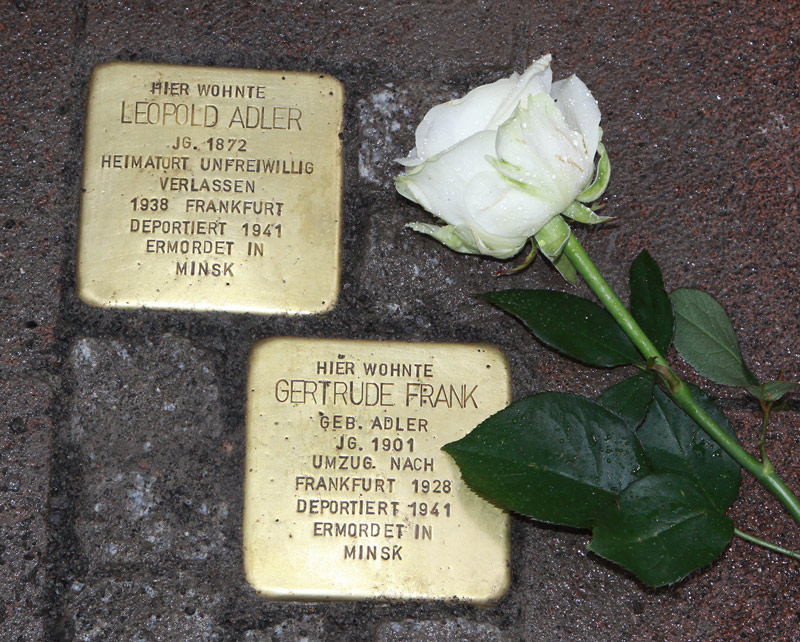 HIER WOHNTE
LEOPOLD ADLER
JG. 1872
HEIMATORT UNFREIWILLIG
VERLASSEN
1938 FRANKFURT
DEPORTIERT 1941
ERMORDET IN
MINSK
HIER WOHNTE
GERTRUDE FRANK
GEB. ADLER
JG. 1901
UMZUG NACH
FRANKFURT 1928
DEPORTIERT 1941
ERMORDET IN
MINSK